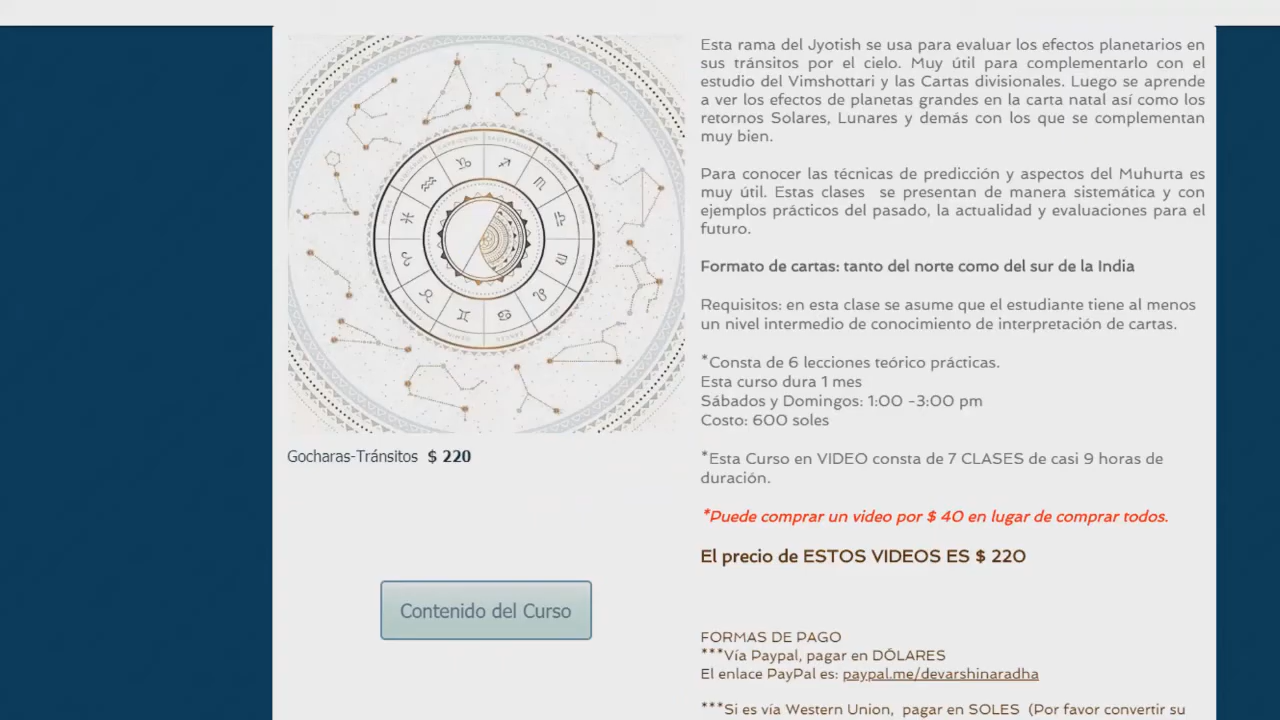 Esta rama del Jyotish se usa para evaluar los efectos planetarios en
sus tránsitos por el cielo. Muy útil para complementarlo con el
estudio del Vimshottari y las Cartas divisionales. Luego se aprende
a ver los efectos de planetas grandes en la carta natal así como los
retornos Solares, Lunares y demás con los que se complementan
muy bien.
Para conocer las técnicas de predicción y aspectos del Muhurta es
muy útil. Estas clases se presentan de manera sistemática y con
ejemplos prácticos del pasado, la actualidad y evaluaciones para el
futuro.
Formato de cartas: tanto del norte como del sur de la India
Requisitos: en esta clase se asume que el estudiante tiene al menos
un nivel intermedio de conocimiento de interpretación de cartas.
*Consta de 6 lecciones teórico prácticas.
Esta curso dura 1 mes
Sábados y Domingos: 1:00 -3:00 pm
Costo: 600 soles
*Esta Curso en VIDEO consta de 7 CLASES de casi 9 horas de
duración.
*Puede comprar un video por $ 40 en lugar de comprar todos.
El precio de ESTOS VIDEOS ES $ 220
FORMAS DE PAGO
***Vía Paypal, pagar en DÓLARES
El enlace PayPal es: paypal.me/devarshinaradha
***Si es vía Western Union, pagar en SOLES (Por favor convertir su
Gocharas-Tránsitos $ 220
Contenido del Curso